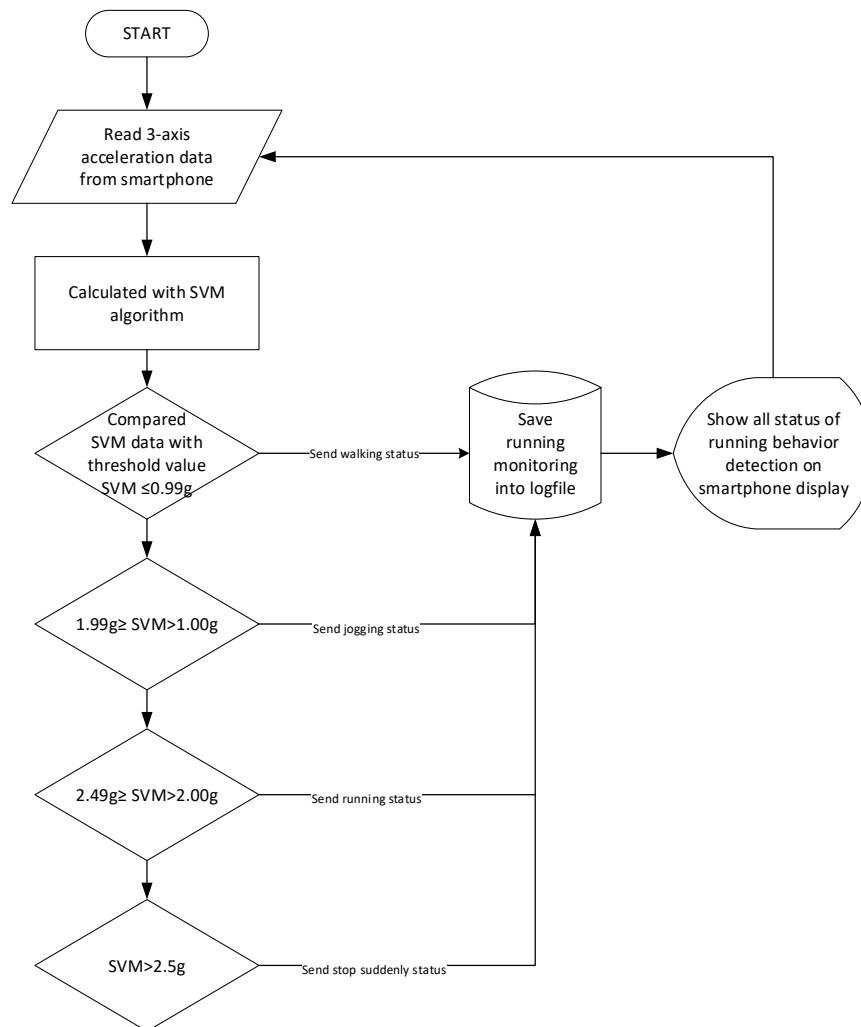 START
Read 3-axis
acceleration data
from smartphone
Calculated with SVM
algorithm
Compared
SVM data with
threshold value
SVM ≤0.99g
Send walking status
Save
running
monitoring
into logfile
Show all status of
running behavior
detection on
smartphone display
1.99g≥ SVM>1.00g
Send jogging status
2.49g≥ SVM>2.00g
Send running status
SVM>2.5g
Send stop suddenly status